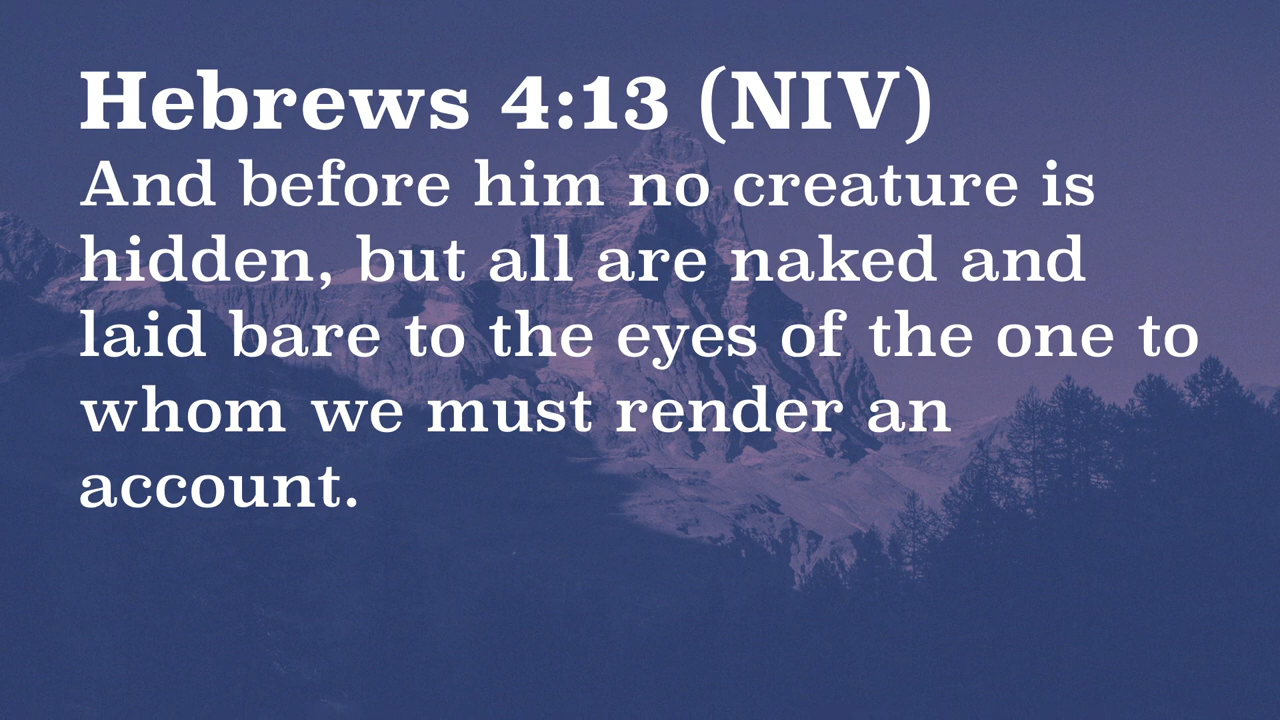 Hebrews 4:13 (NIV)
And before him no creature is
hidden, but all are naked and
laid bare to the eyes of the one to
whom we must render an
account.